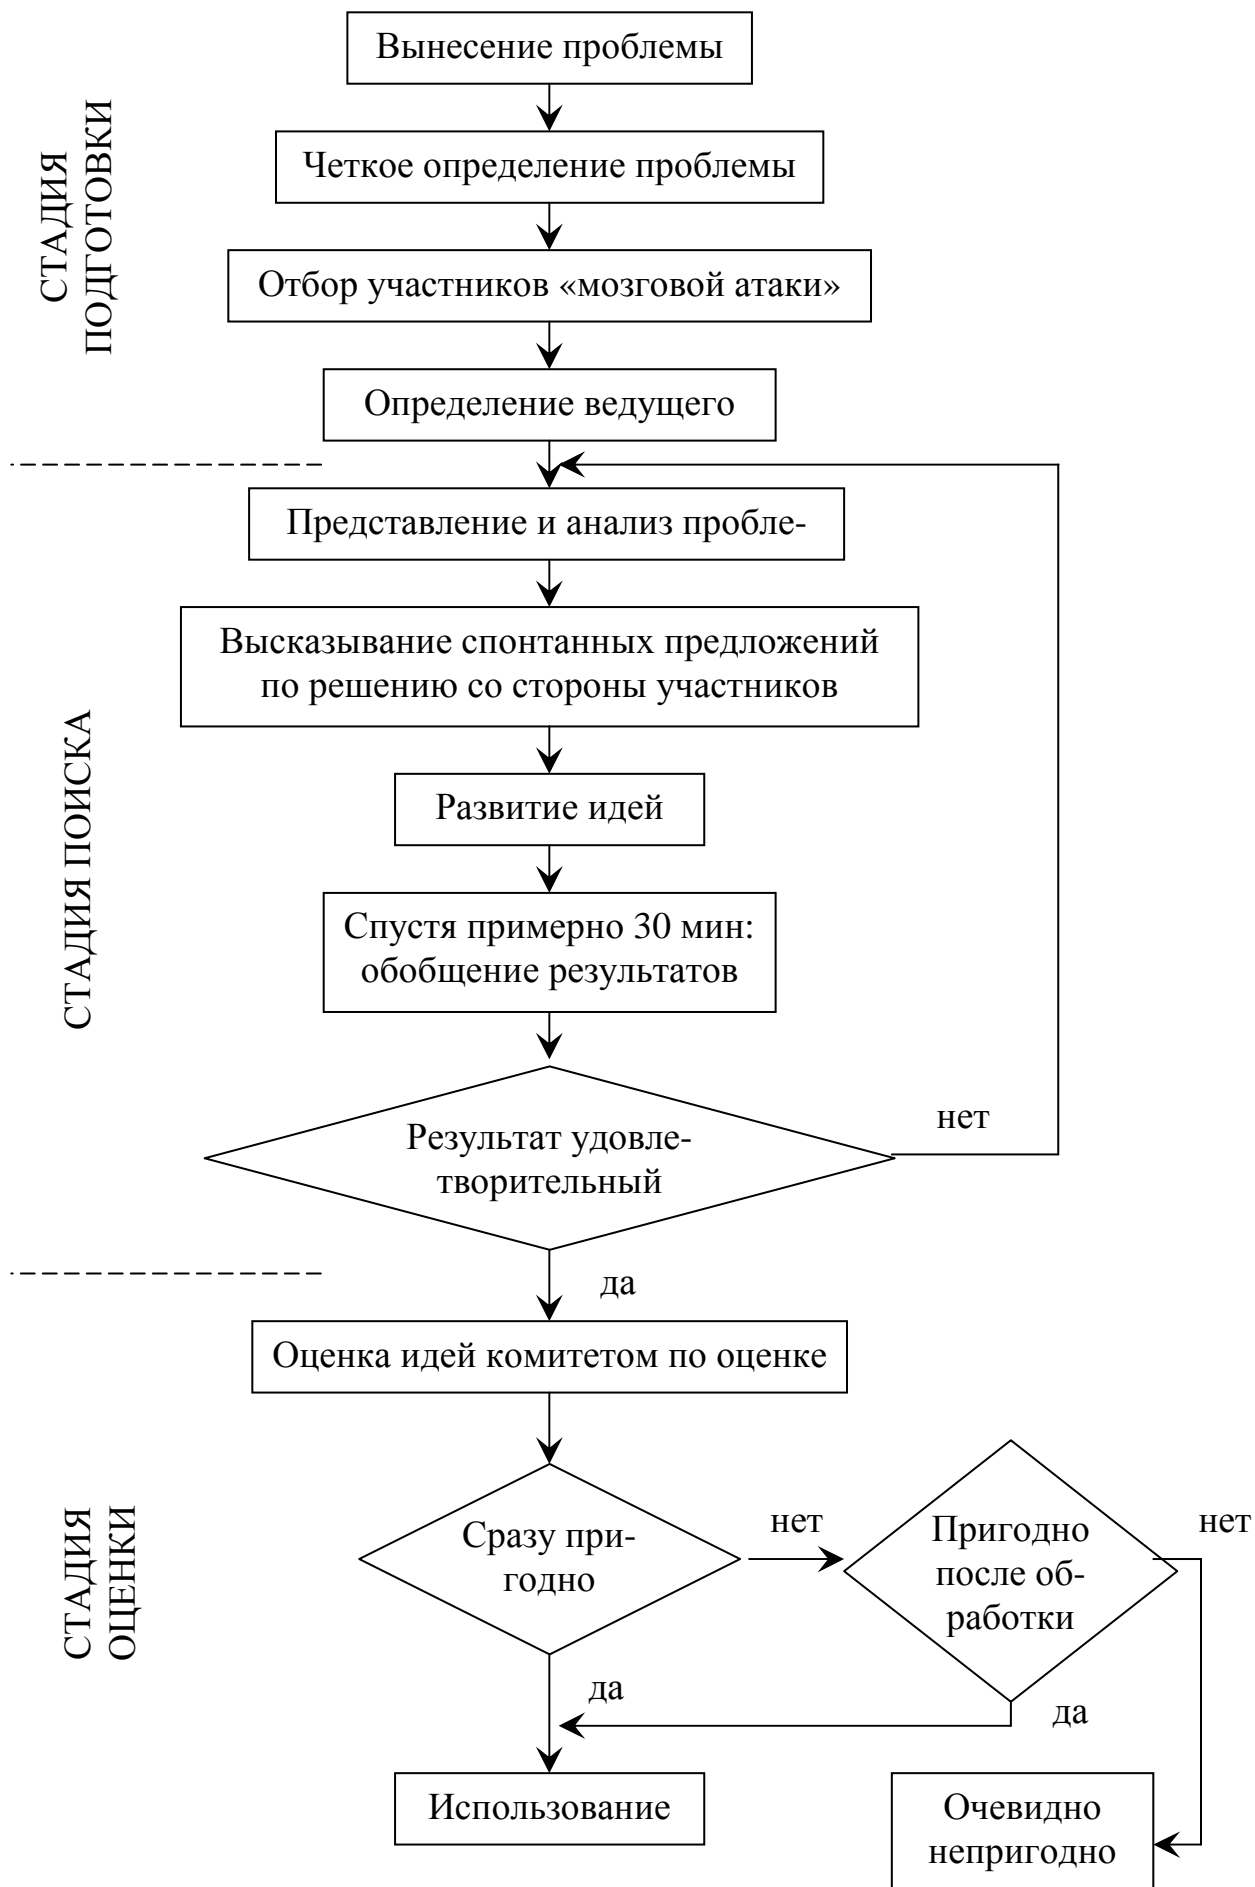 СТАДИЯ
ПОДГОТОВКИ
Вынесение проблемы
Четкое определение проблемы
Отбор участников «мозговой атаки»
Определение ведущего
СТАДИЯ ПОИСКА
Представление и анализ пробле-
Высказывание спонтанных предложений
по решению со стороны участников
Развитие идей
Спустя примерно 30 мин:
обобщение результатов
Результат удовле-
творительный
нет
да
СТАДИЯ
ОЦЕНКИ
Оценка идей комитетом по оценке
Сразу при-
годно
нет
Пригодно
после об-
работки
нет
да
да
Использование
Очевидно
непригодно